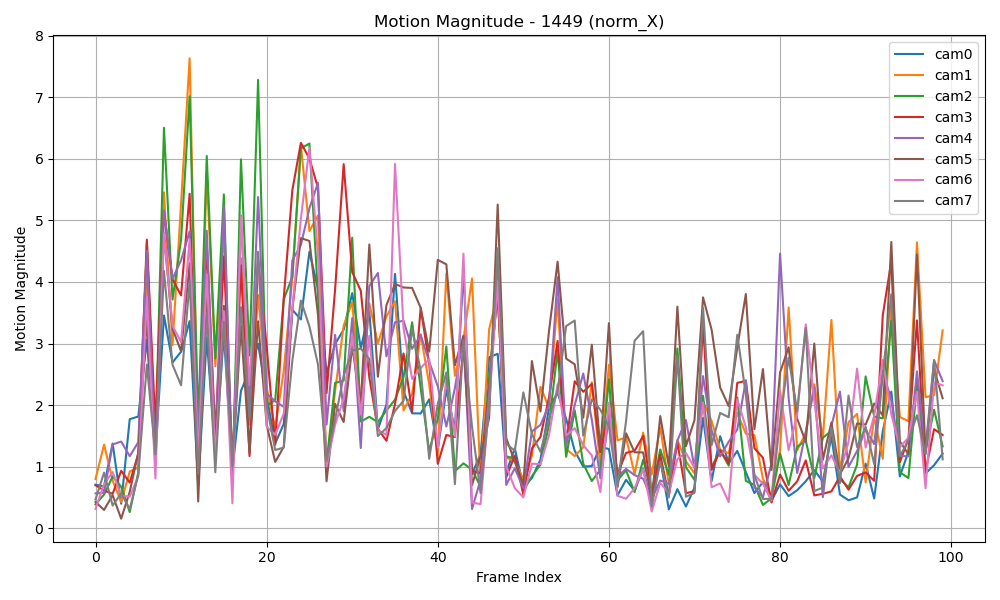 Motion Magnitude - 1449 (norm_X)
Motion Magnitude
8
7
6
5
4
3
2
1
0
0 20 40 60 80 100
Frame Index
cam0
cam1
cam2
cam3
cam4
cam5
cam6
cam7